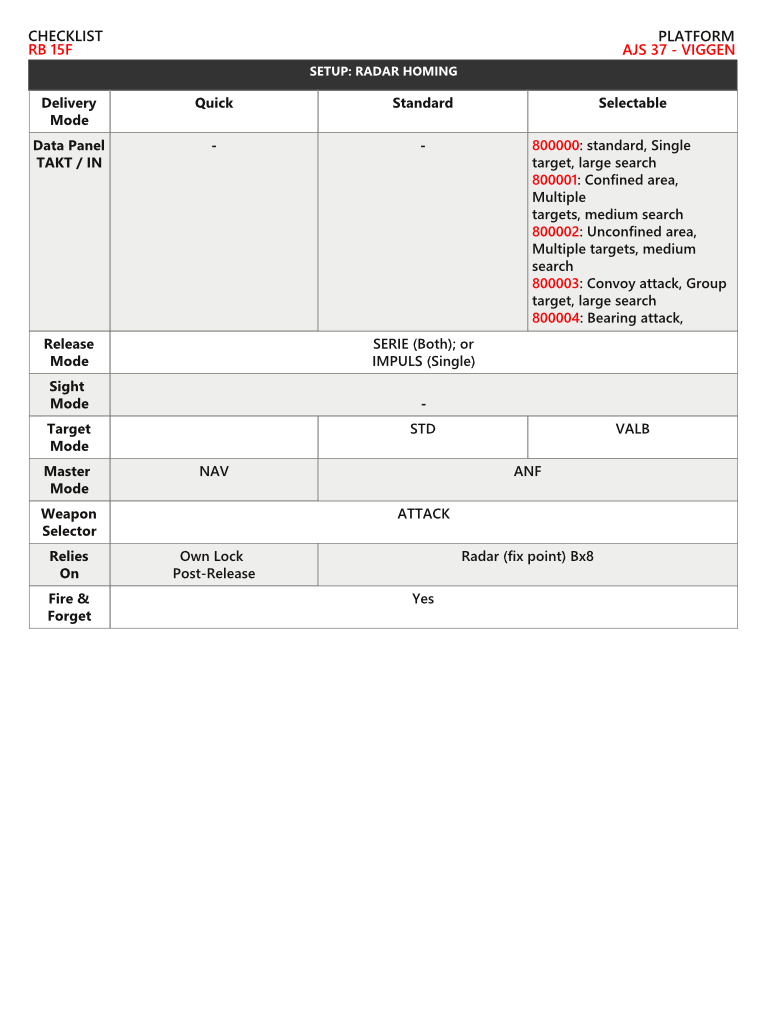 CHECKLIST
PLATFORM
RB 15F
AJS 37 - VIGGEN
SETUP: RADAR HOMING
Delivery
Mode
Quick
Standard
Selectable
Data Panel
TAKT / IN
-
-
800000: standard, Single
target, large search
800001: Confined area,
Multiple
targets, medium search
800002: Unconfined area,
Multiple targets, medium
search
800003: Convoy attack, Group
target, large search
800004: Bearing attack,
Release
Mode
SERIE (Both); or
IMPULS (Single)
Sight
Mode
-
Target
Mode
STD
VALB
Master
Mode
NAV
ANF
Weapon
Selector
ATTACK
Relies
On
Own Lock
Post-Release
Radar (fix point) Bx8
Fire &
Forget
Yes